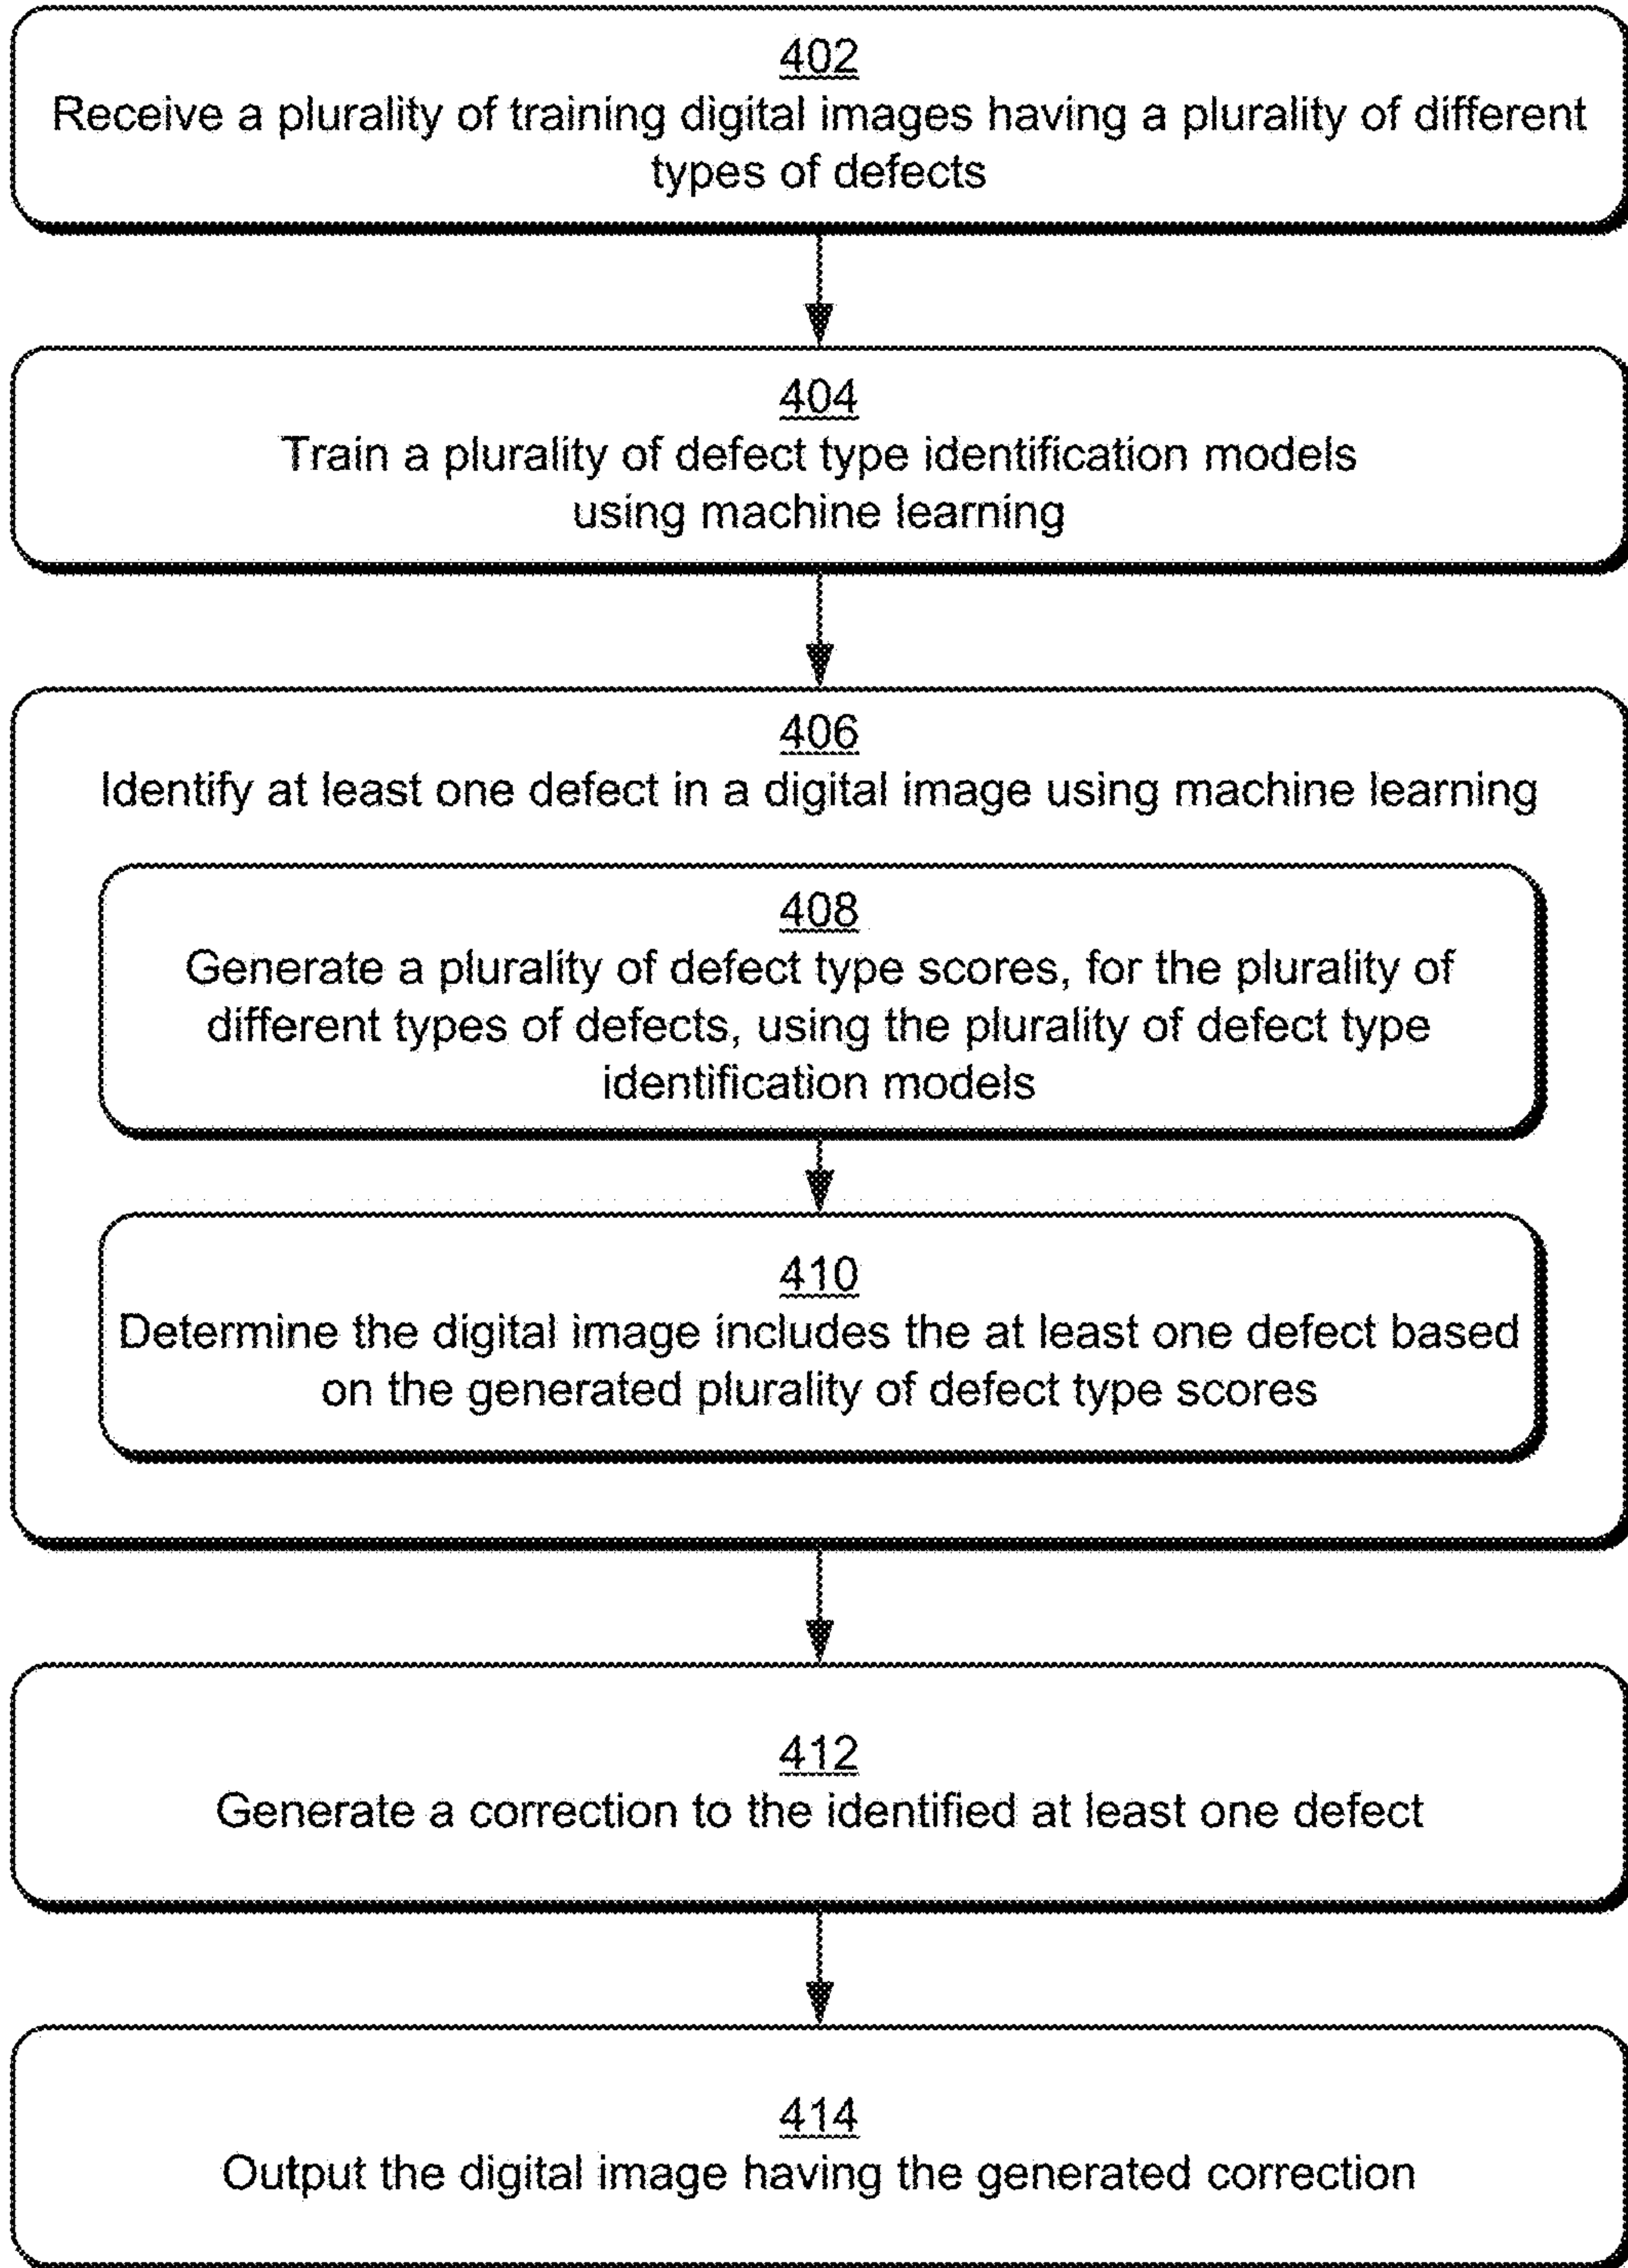 402
Receive a plurality of training digital images having a plurality of different
types of defects
404
Train a plurality of defect type identification models
using machine learning
406
Identify at least one defect in a digital image using machine learning
408
Generate a plurality of defect type scores, for the plurality of
different types of defects, using the plurality of defect type
identification models
410
Determine the digital image includes the at least one defect based
on the generated plurality of defect type scores
412
Generate a correction to the identified at least one defect
414
Output the digital image having the generated correction